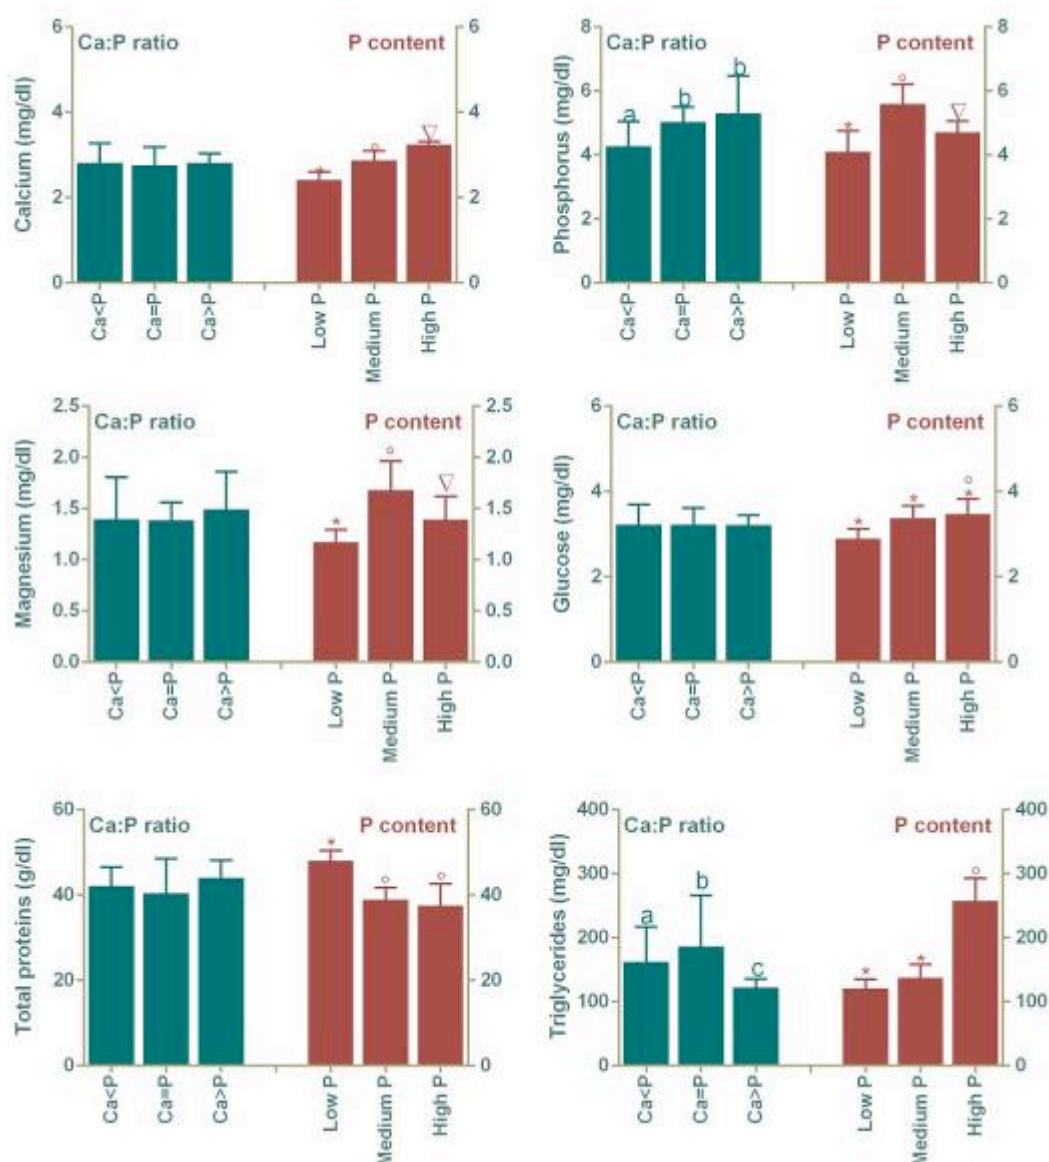 6 Ca:P ratio P content 6
4 4
2 2
0 0
Calcium (mg/dl)
* ○ ▽
Ca<P Ca=P Ca>P Low P Medium P High P
8 Ca:P ratio P content 8
6 6
4 4
2 2
0 0
Phosphorus (mg/dl)
a b b * ○ ▽
Ca<P Ca=P Ca>P Low P Medium P High P
2.5 Ca:P ratio P content 2.5
2.0 2.0
1.5 1.5
1.0 1.0
0.5 0.5
0.0 0.0
Magnesium (mg/dl)
* ○ ▽
Ca<P Ca=P Ca>P Low P Medium P High P
6 Ca:P ratio P content 6
4 4
2 2
0 0
Glucose (mg/dl)
* * ○ *
Ca<P Ca=P Ca>P Low P Medium P High P
60 Ca:P ratio P content 60
40 40
20 20
0 0
Total proteins (g/dl)
* ○ ○
Ca<P Ca=P Ca>P Low P Medium P High P
400 Ca:P ratio P content 400
300 300
200 200
100 100
0 0
Triglycerides (mg/dl)
a b c * * ○
Ca<P Ca=P Ca>P Low P Medium P High P